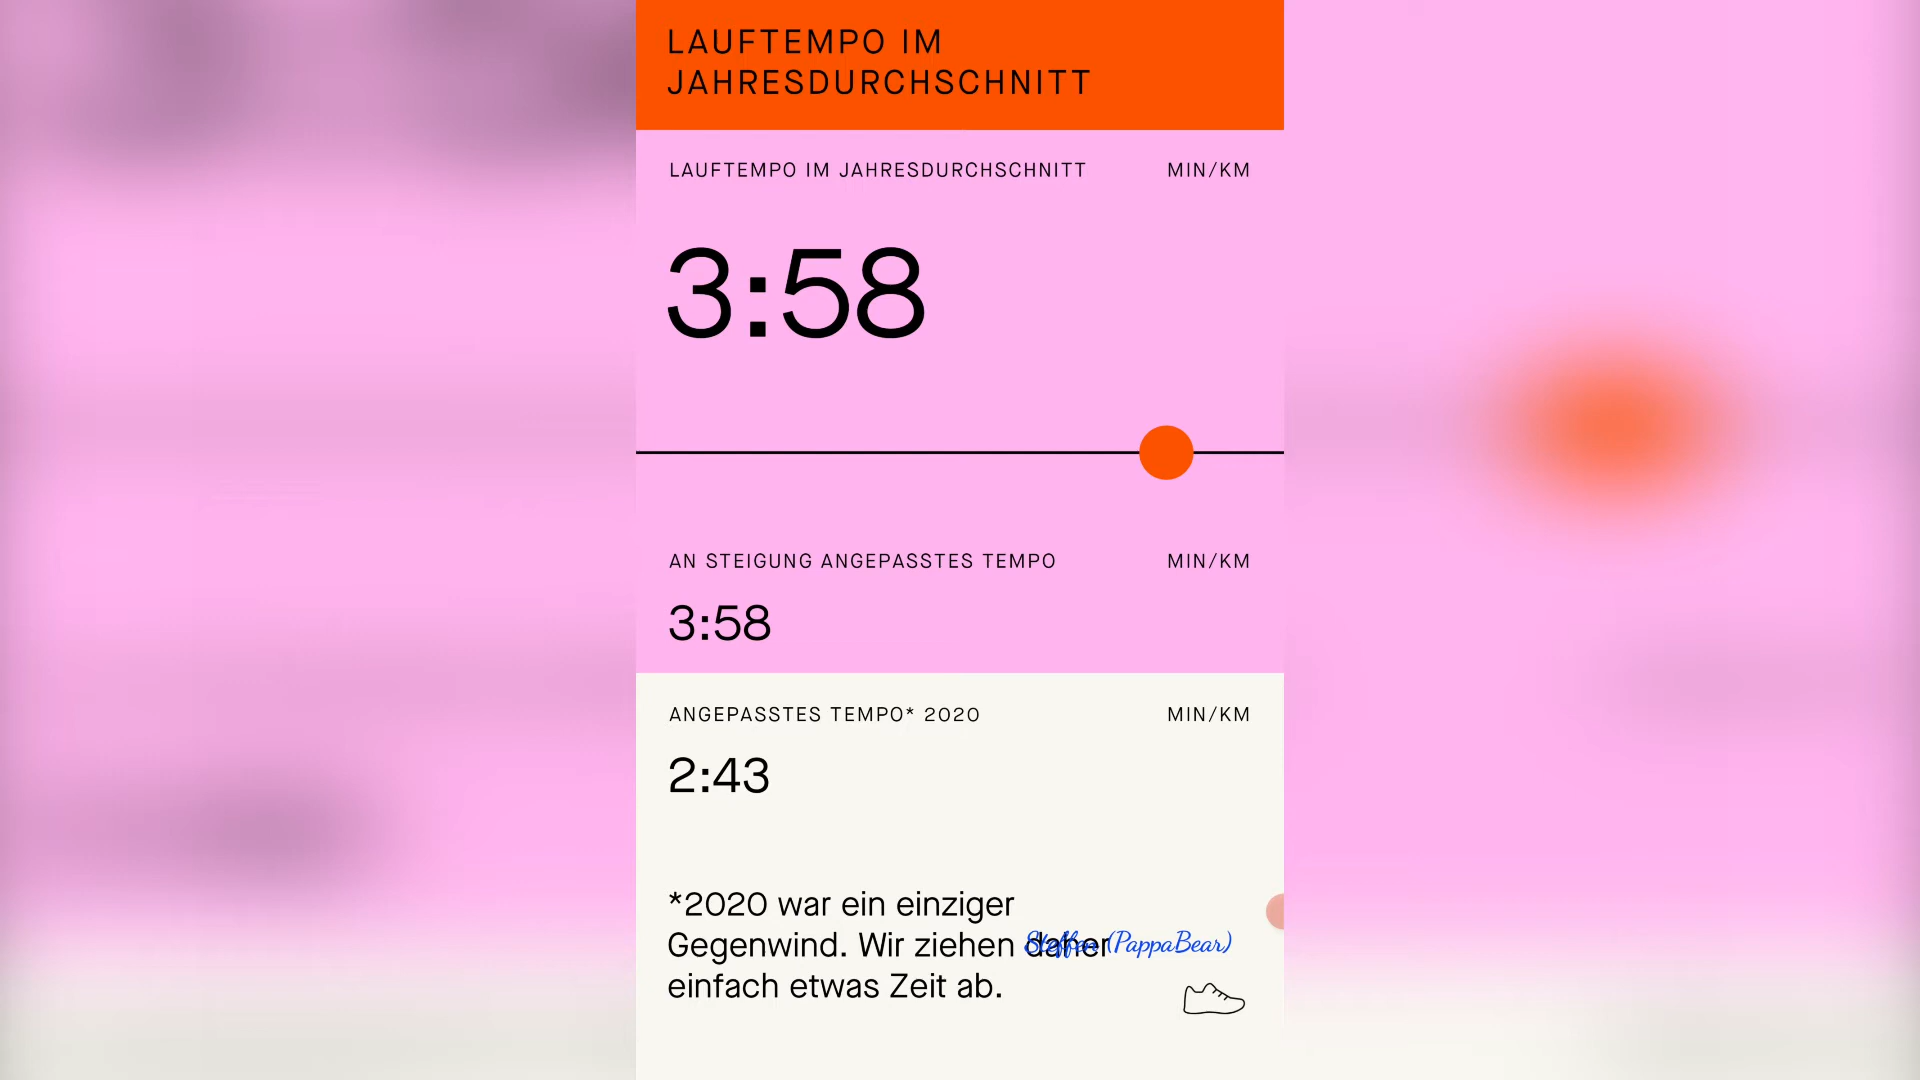 LAUFTEMPO IM
JAHRESDURCHSCHNITT
LAUFTEMPO IM JAHRESDURCHSCHNITT MIN/KM
3:58
AN STEIGUNG ANGEPASSTES TEMPO MIN/KM
3:58
ANGEPASSTES TEMPO* 2020 MIN/KM
2:43
*2020 war ein einziger
Gegenwind. Wir ziehen daher
Steffen (PappaBear)
einfach etwas Zeit ab.